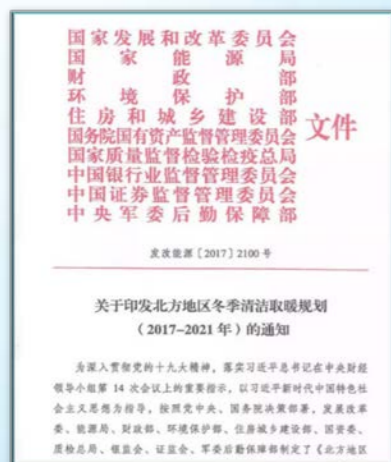 国家发展和改革委员会
国家能源局
财政部
环境保护部
住房和城乡建设部
国务院国有资产监督管理委员会 文件
国家质量监督检验检疫总局
中国银行业监督管理委员会
中国证券监督管理委员会
中央军委后勤保障部
发改能源〔2017〕2100号
关于印发北方地区冬季清洁取暖规划
（2017-2021年）的通知
为深入贯彻党的十九大精神，落实习近平总书记在中央财经
领导小组第14次会议上的重要指示，以习近平新时代中国特色社
会主义思想为指导，按照党中央、国务院决策部署，发展改革
委、能源局、财政部、环境保护部、住房城乡建设部、国资委、
质检总局、银监会、证监会、军委后勤保障部制定了《北方地区